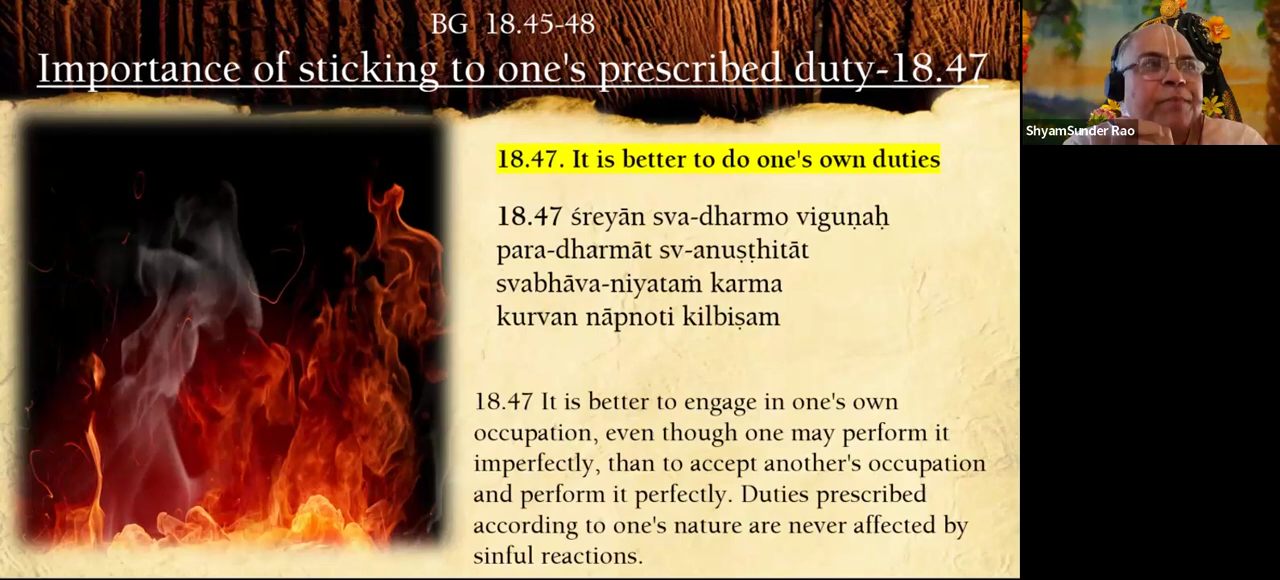 BG 18.45-48
Importance of sticking to one's prescribed duty-18.47
18.47. It is better to do one's own duties
18.47 śreyān sva-dharmo viguṇaḥ
para-dharmāt sv-anuṣṭhitāt
svabhāva-niyataṁ karma
kurvan nāpnoti kilbiṣam
18.47 It is better to engage in one's own
occupation, even though one may perform it
imperfectly, than to accept another's occupation
and perform it perfectly. Duties prescribed
according to one's nature are never affected by
sinful reactions.
ShyamSunder Rao